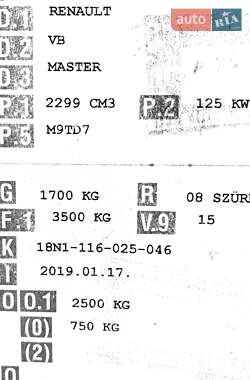 auto RIA
D.1 RENAULT
D.2 VB
D.3 MASTER
P.1 2299 CM3 P.2 125 KW
P.5 M9TD7
G 1700 KG R 08 SZÜR
F.1 3500 KG V.9 15
K 18N1-116-025-046
I 2019.01.17.
O O.1 2500 KG
(O) 750 KG
(2)